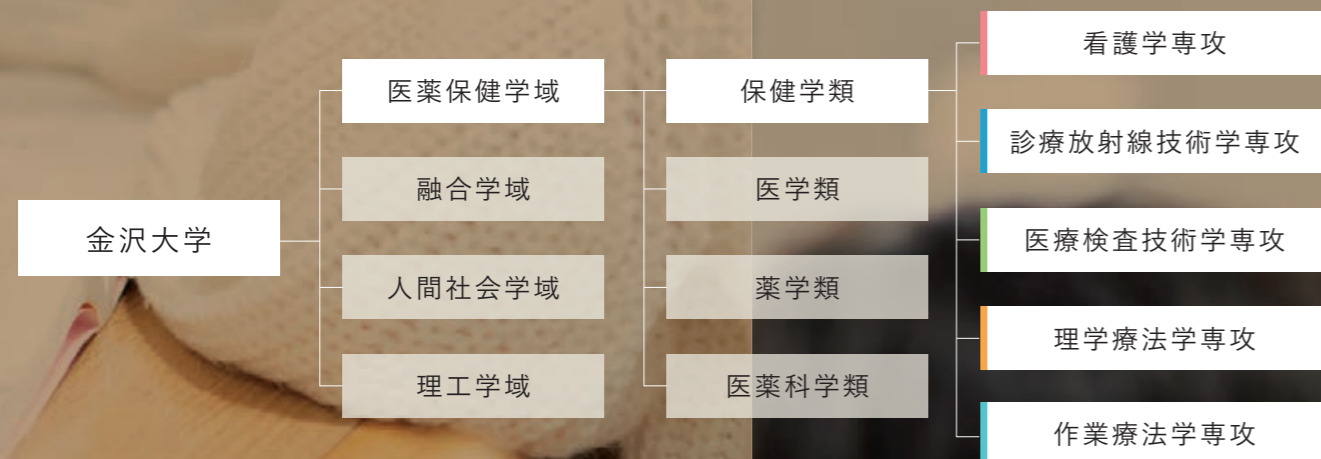 金沢大学
医薬保健学域
融合学域
人間社会学域
理工学域
保健学類
医学類
薬学類
医薬科学類
看護学専攻
診療放射線技術学専攻
医療検査技術学専攻
理学療法学専攻
作業療法学専攻